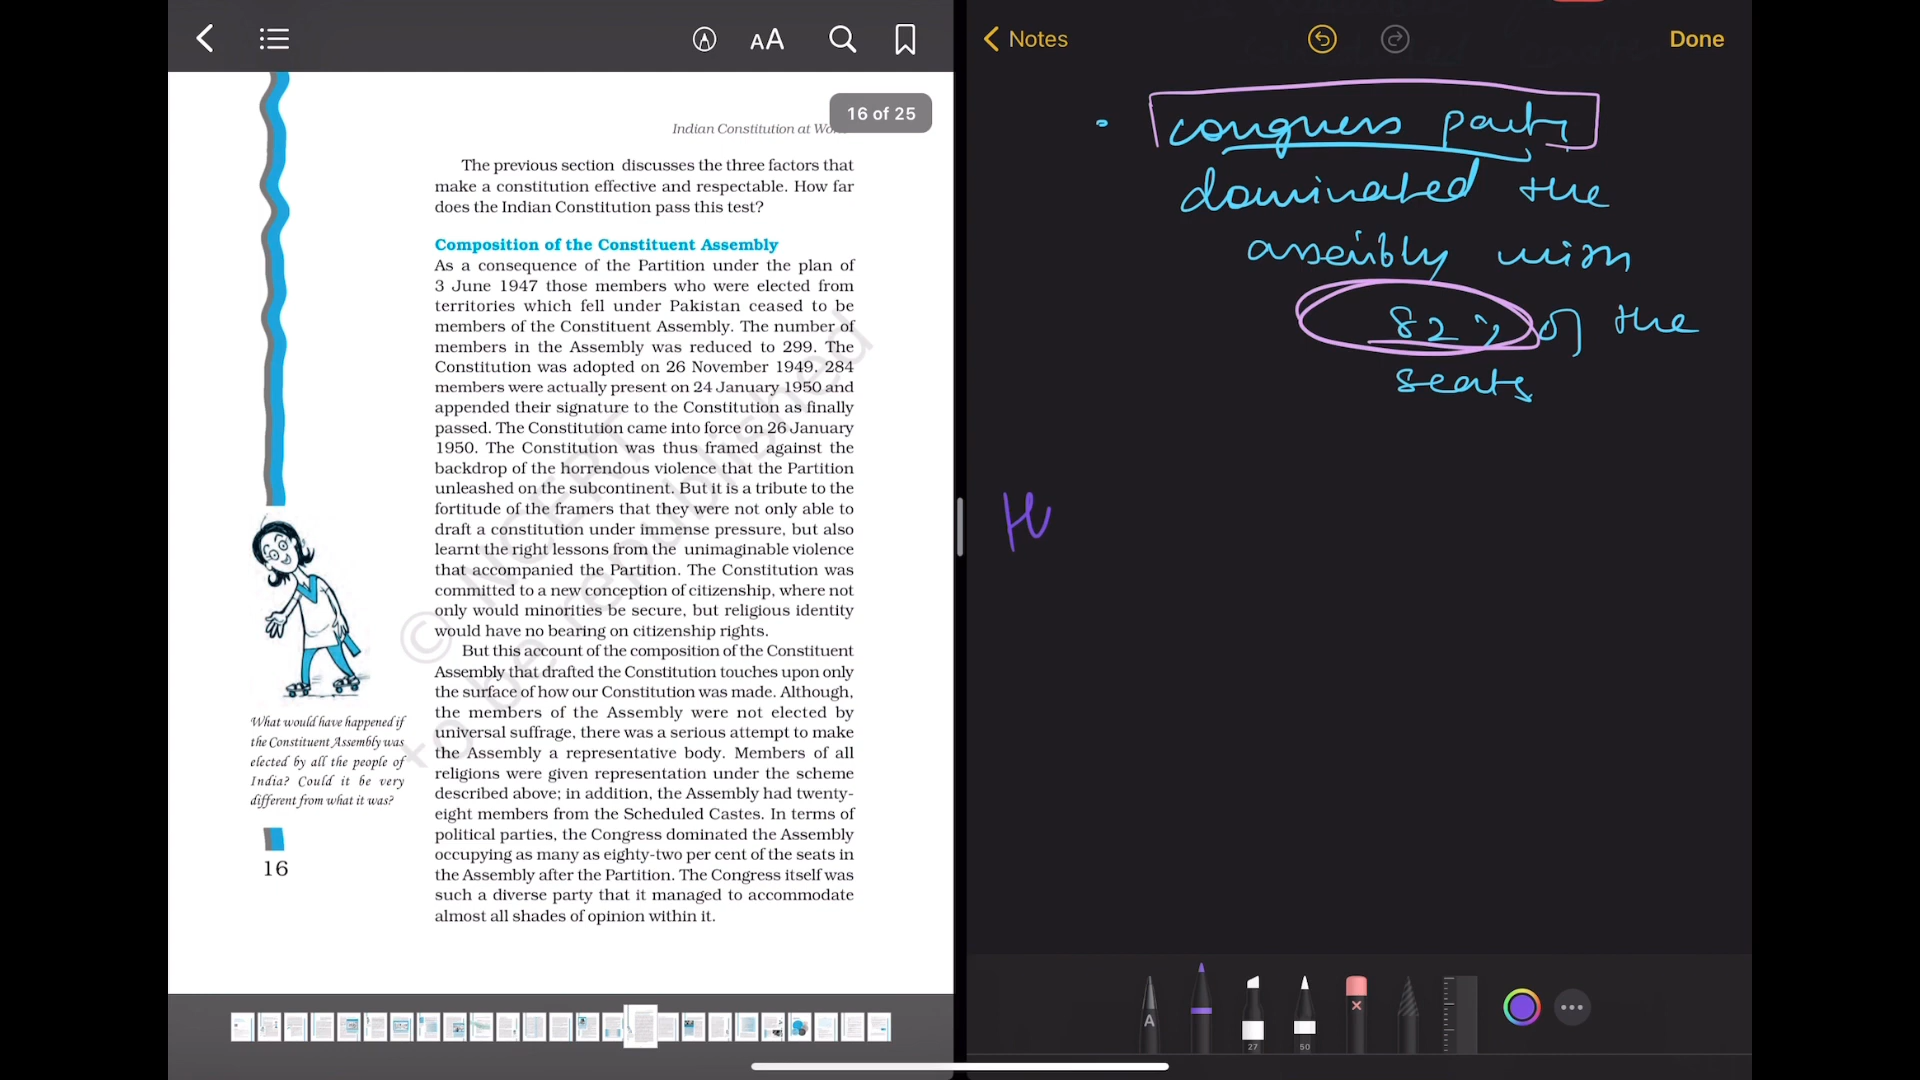 16 of 25
Indian Constitution at Wo
The previous section discusses the three factors that
make a constitution effective and respectable. How far
does the Indian Constitution pass this test?
Composition of the Constituent Assembly
As a consequence of the Partition under the plan of
3 June 1947 those members who were elected from
territories which fell under Pakistan ceased to be
members of the Constituent Assembly. The number of
members in the Assembly was reduced to 299. The
Constitution was adopted on 26 November 1949. 284
members were actually present on 24 January 1950 and
appended their signature to the Constitution as finally
passed. The Constitution came into force on 26 January
1950. The Constitution was thus framed against the
backdrop of the horrendous violence that the Partition
unleashed on the subcontinent. But it is a tribute to the
fortitude of the framers that they were not only able to
draft a constitution under immense pressure, but also
learnt the right lessons from the unimaginable violence
that accompanied the Partition. The Constitution was
committed to a new conception of citizenship, where not
only would minorities be secure, but religious identity
would have no bearing on citizenship rights.
But this account of the composition of the Constituent
Assembly that drafted the Constitution touches upon only
the surface of how our Constitution was made. Although,
the members of the Assembly were not elected by
universal suffrage, there was a serious attempt to make
the Assembly a representative body. Members of all
religions were given representation under the scheme
described above; in addition, the Assembly had twenty-
eight members from the Scheduled Castes. In terms of
political parties, the Congress dominated the Assembly
occupying as many as eighty-two per cent of the seats in
the Assembly after the Partition. The Congress itself was
such a diverse party that it managed to accommodate
almost all shades of opinion within it.
What would have happened if
the Constituent Assembly was
elected by all the people of
India? Could it be very
different from what it was?
16
© NCERT
to be republished
AA
Notes
Done
• congress party
dominated the
assembly with
82% of the
seats
A
27
50